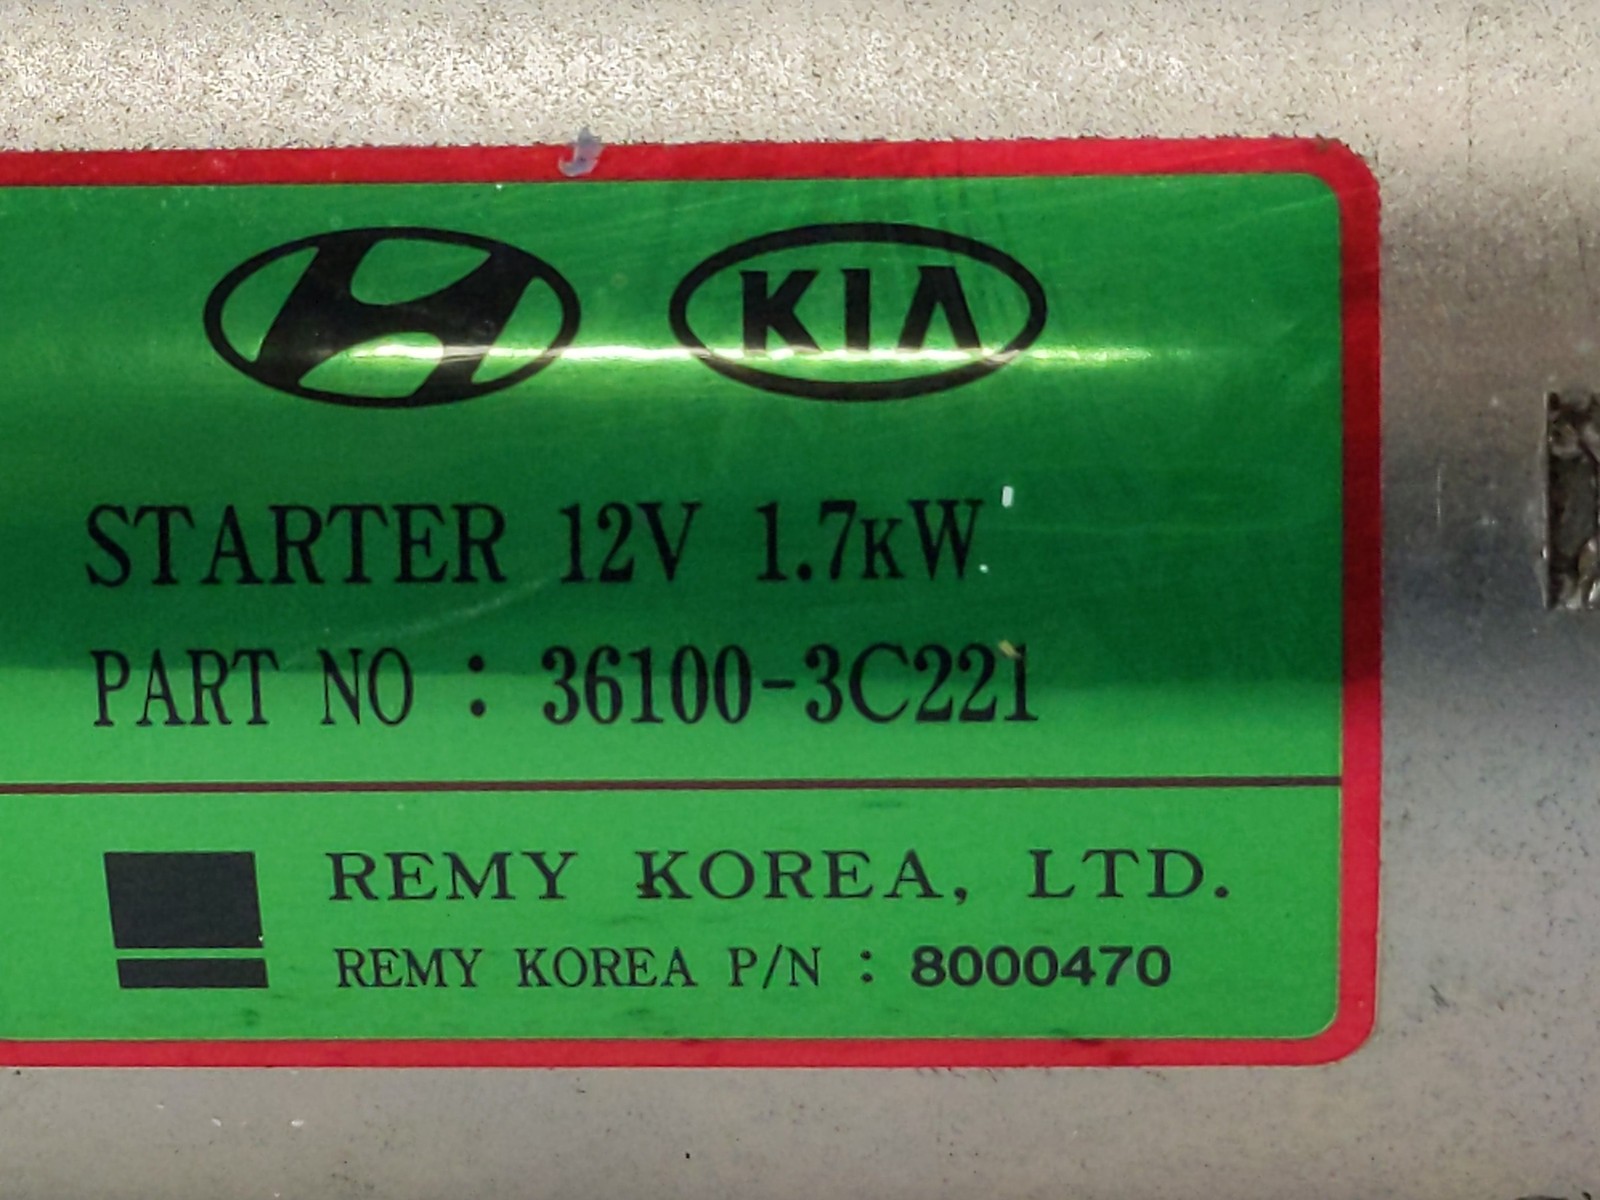 KIA
STARTER 12V 1.7KW
PART NO : 36100-3C221
REMY KOREA, LTD.
REMY KOREA P/N : 8000470